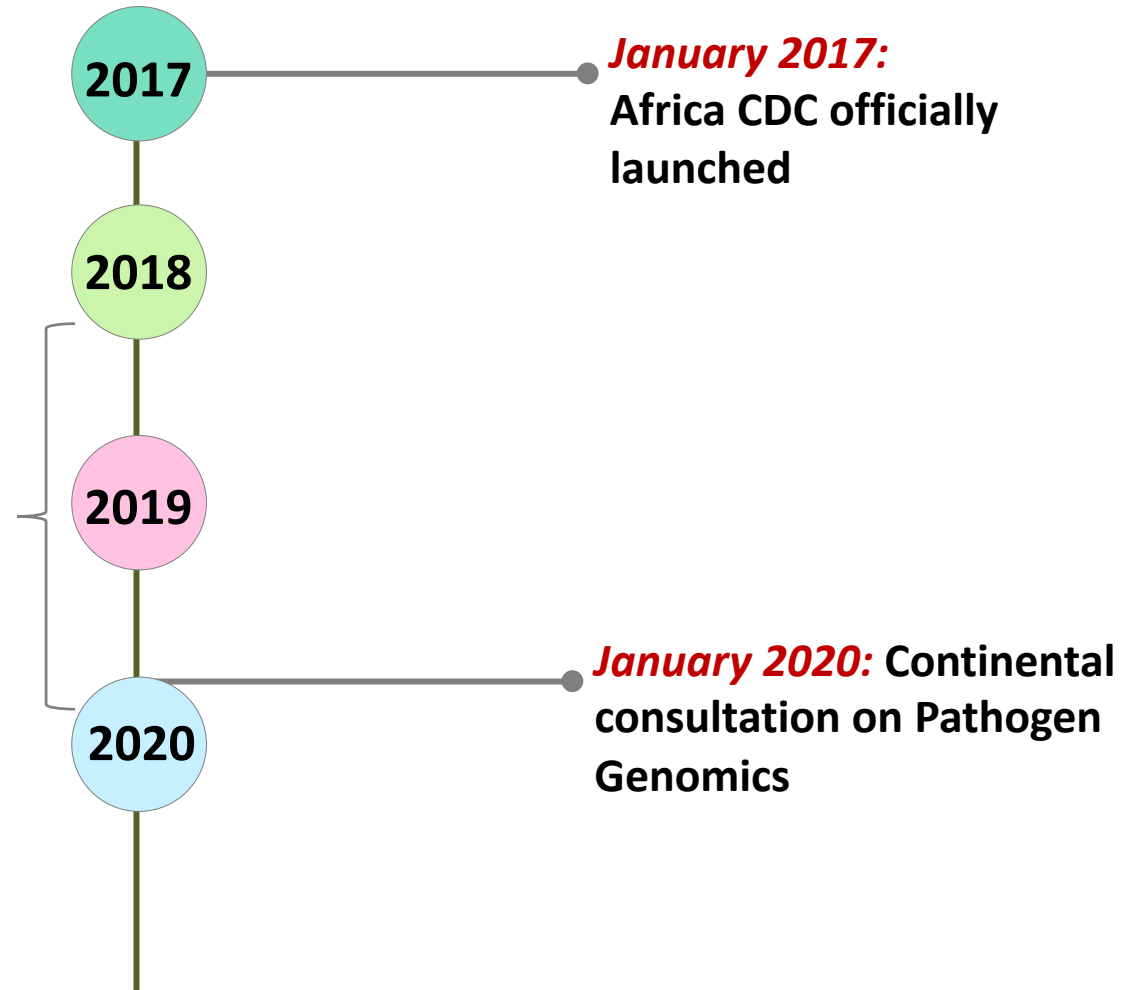 2017
January 2017:
Africa CDC officially
launched
2018
2019
January 2020: Continental
consultation on Pathogen
Genomics
2020